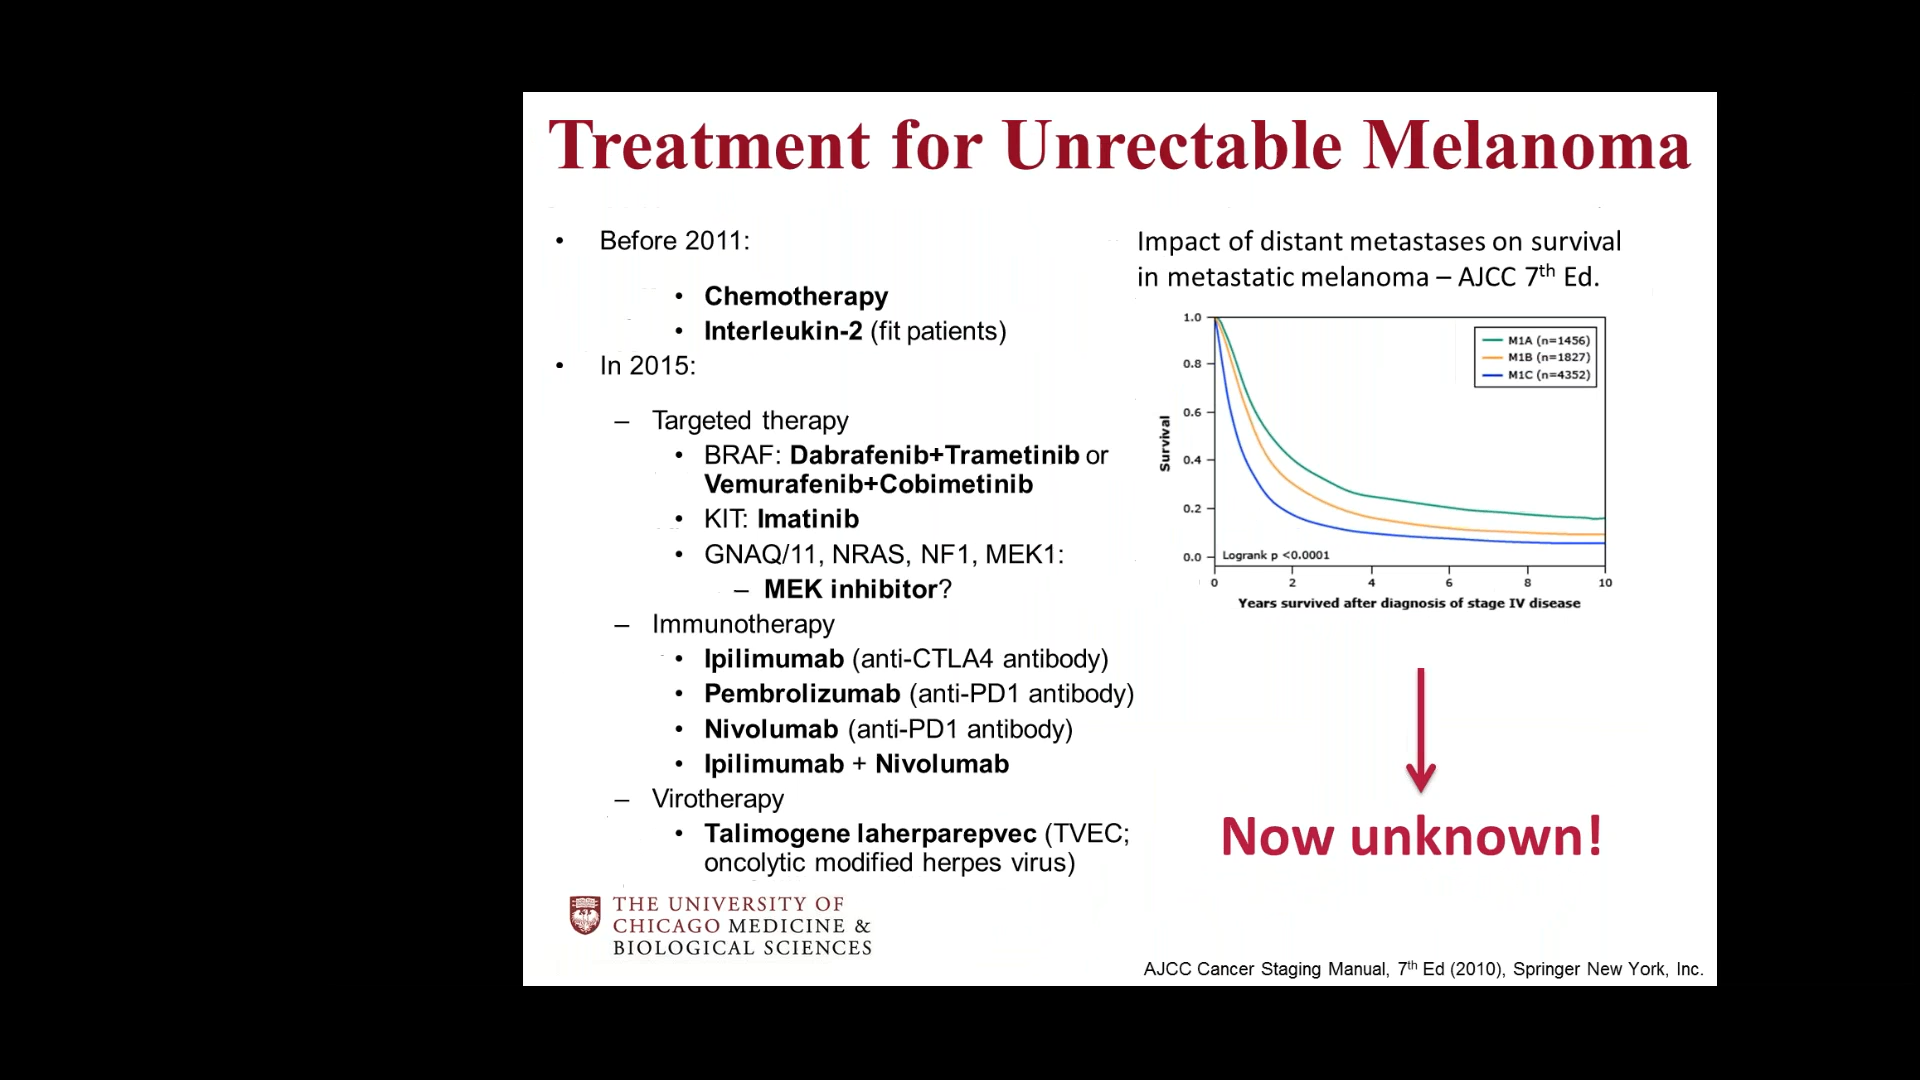 Treatment for Unrectable Melanoma
• Before 2011:
• Chemotherapy
• Interleukin-2 (fit patients)
• In 2015:
– Targeted therapy
• BRAF: Dabrafenib+Trametinib or
Vemurafenib+Cobimetinib
• KIT: Imatinib
• GNAQ/11, NRAS, NF1, MEK1:
– MEK inhibitor?
– Immunotherapy
• Ipilimumab (anti-CTLA4 antibody)
• Pembrolizumab (anti-PD1 antibody)
• Nivolumab (anti-PD1 antibody)
• Ipilimumab + Nivolumab
– Virotherapy
• Talimogene laherparepvec (TVEC;
oncolytic modified herpes virus)
Impact of distant metastases on survival
in metastatic melanoma – AJCC 7th Ed.
1.0
0.8
0.6
0.4
0.2
0.0
Survival
M1A (n=1456)
M1B (n=1827)
M1C (n=4352)
Logrank p <0.0001
0 2 4 6 8 10
Years survived after diagnosis of stage IV disease
Now unknown!
THE UNIVERSITY OF
CHICAGO MEDICINE &
BIOLOGICAL SCIENCES
AJCC Cancer Staging Manual, 7th Ed (2010), Springer New York, Inc.